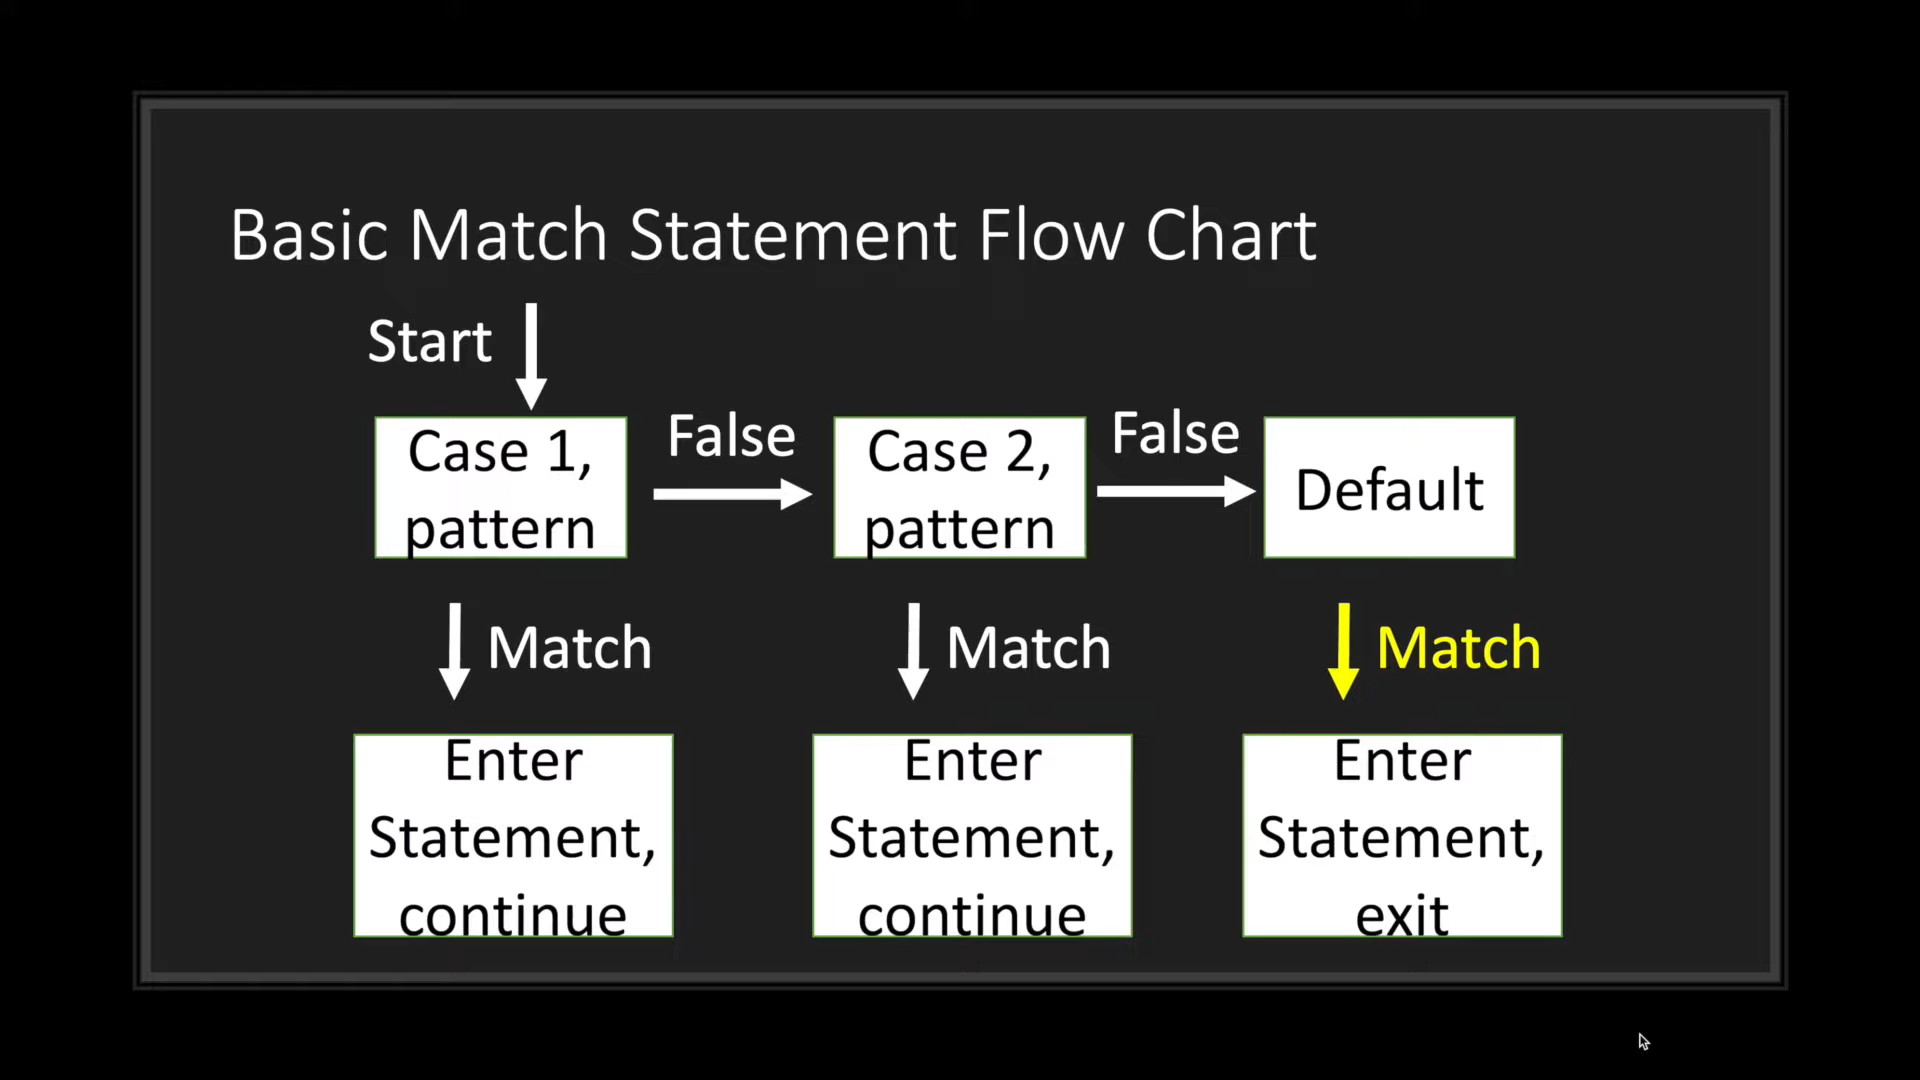 Basic Match Statement Flow Chart
Start
Case 1,
pattern
False
Case 2,
pattern
False
Default
Match
Match
Match
Enter
Statement,
continue
Enter
Statement,
continue
Enter
Statement,
exit